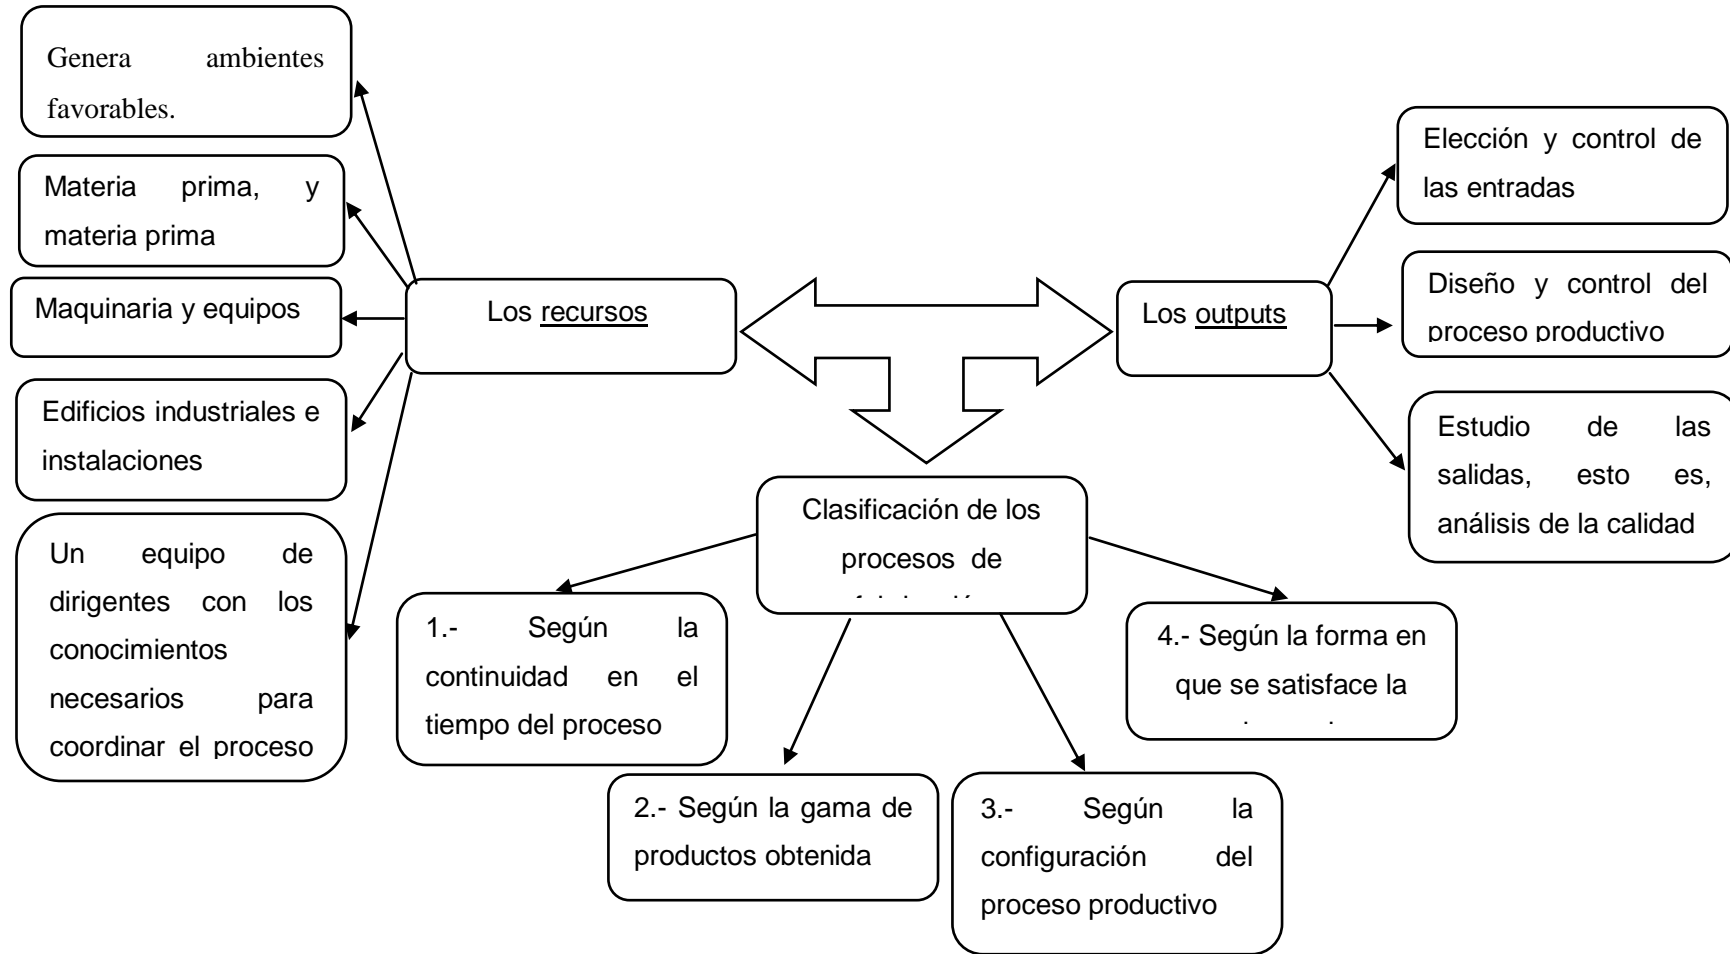 Genera ambientes
favorables.
Materia prima, y
materia prima
Maquinaria y equipos
Edificios industriales e
instalaciones
Un equipo de
dirigentes con los
conocimientos
necesarios para
coordinar el proceso
Los recursos
Los outputs
Elección y control de
las entradas
Diseño y control del
proceso productivo
Estudio de las
salidas, esto es,
análisis de la calidad
Clasificación de los
procesos de
1.- Según la
continuidad en el
tiempo del proceso
2.- Según la gama de
productos obtenida
3.- Según la
configuración del
proceso productivo
4.- Según la forma en
que se satisface la